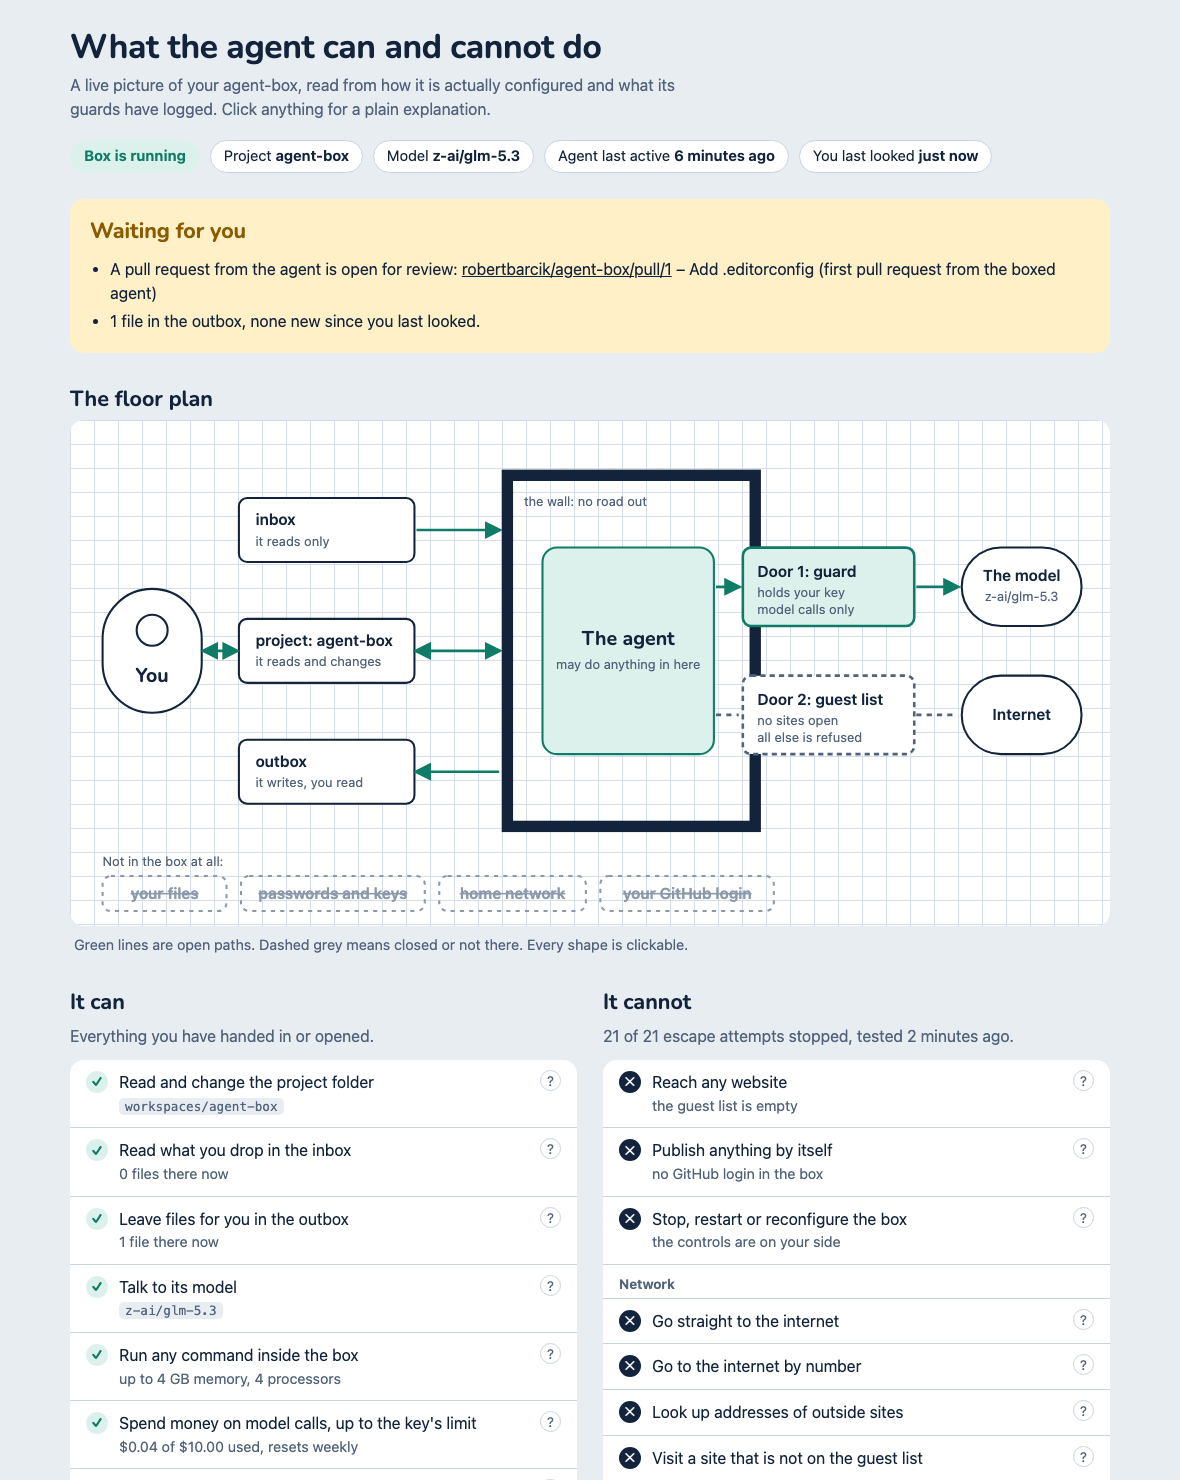 What the agent can and cannot do
A live picture of your agent-box, read from how it is actually configured and what its
guards have logged. Click anything for a plain explanation.
Box is running
Project agent-box
Model z-ai/glm-5.3
Agent last active 6 minutes ago
You last looked just now
Waiting for you
• A pull request from the agent is open for review: robertbarcik/agent-box/pull/1 – Add .editorconfig (first pull request from the boxed
agent)
• 1 file in the outbox, none new since you last looked.
The floor plan
the wall: no road out
inbox
it reads only
You
project: agent-box
it reads and changes
outbox
it writes, you read
The agent
may do anything in here
Door 1: guard
holds your key
model calls only
The model
z-ai/glm-5.3
Door 2: guest list
no sites open
all else is refused
Internet
Not in the box at all:
your files
passwords and keys
home network
your GitHub login
Green lines are open paths. Dashed grey means closed or not there. Every shape is clickable.
It can
Everything you have handed in or opened.
Read and change the project folder
?
workspaces/agent-box
Read what you drop in the inbox
?
0 files there now
Leave files for you in the outbox
?
1 file there now
Talk to its model
?
z-ai/glm-5.3
Run any command inside the box
?
up to 4 GB memory, 4 processors
Spend money on model calls, up to the key's limit
?
$0.04 of $10.00 used, resets weekly
It cannot
21 of 21 escape attempts stopped, tested 2 minutes ago.
Reach any website
?
the guest list is empty
Publish anything by itself
?
no GitHub login in the box
Stop, restart or reconfigure the box
?
the controls are on your side
Network
Go straight to the internet
?
Go to the internet by number
?
Look up addresses of outside sites
?
Visit a site that is not on the guest list
?